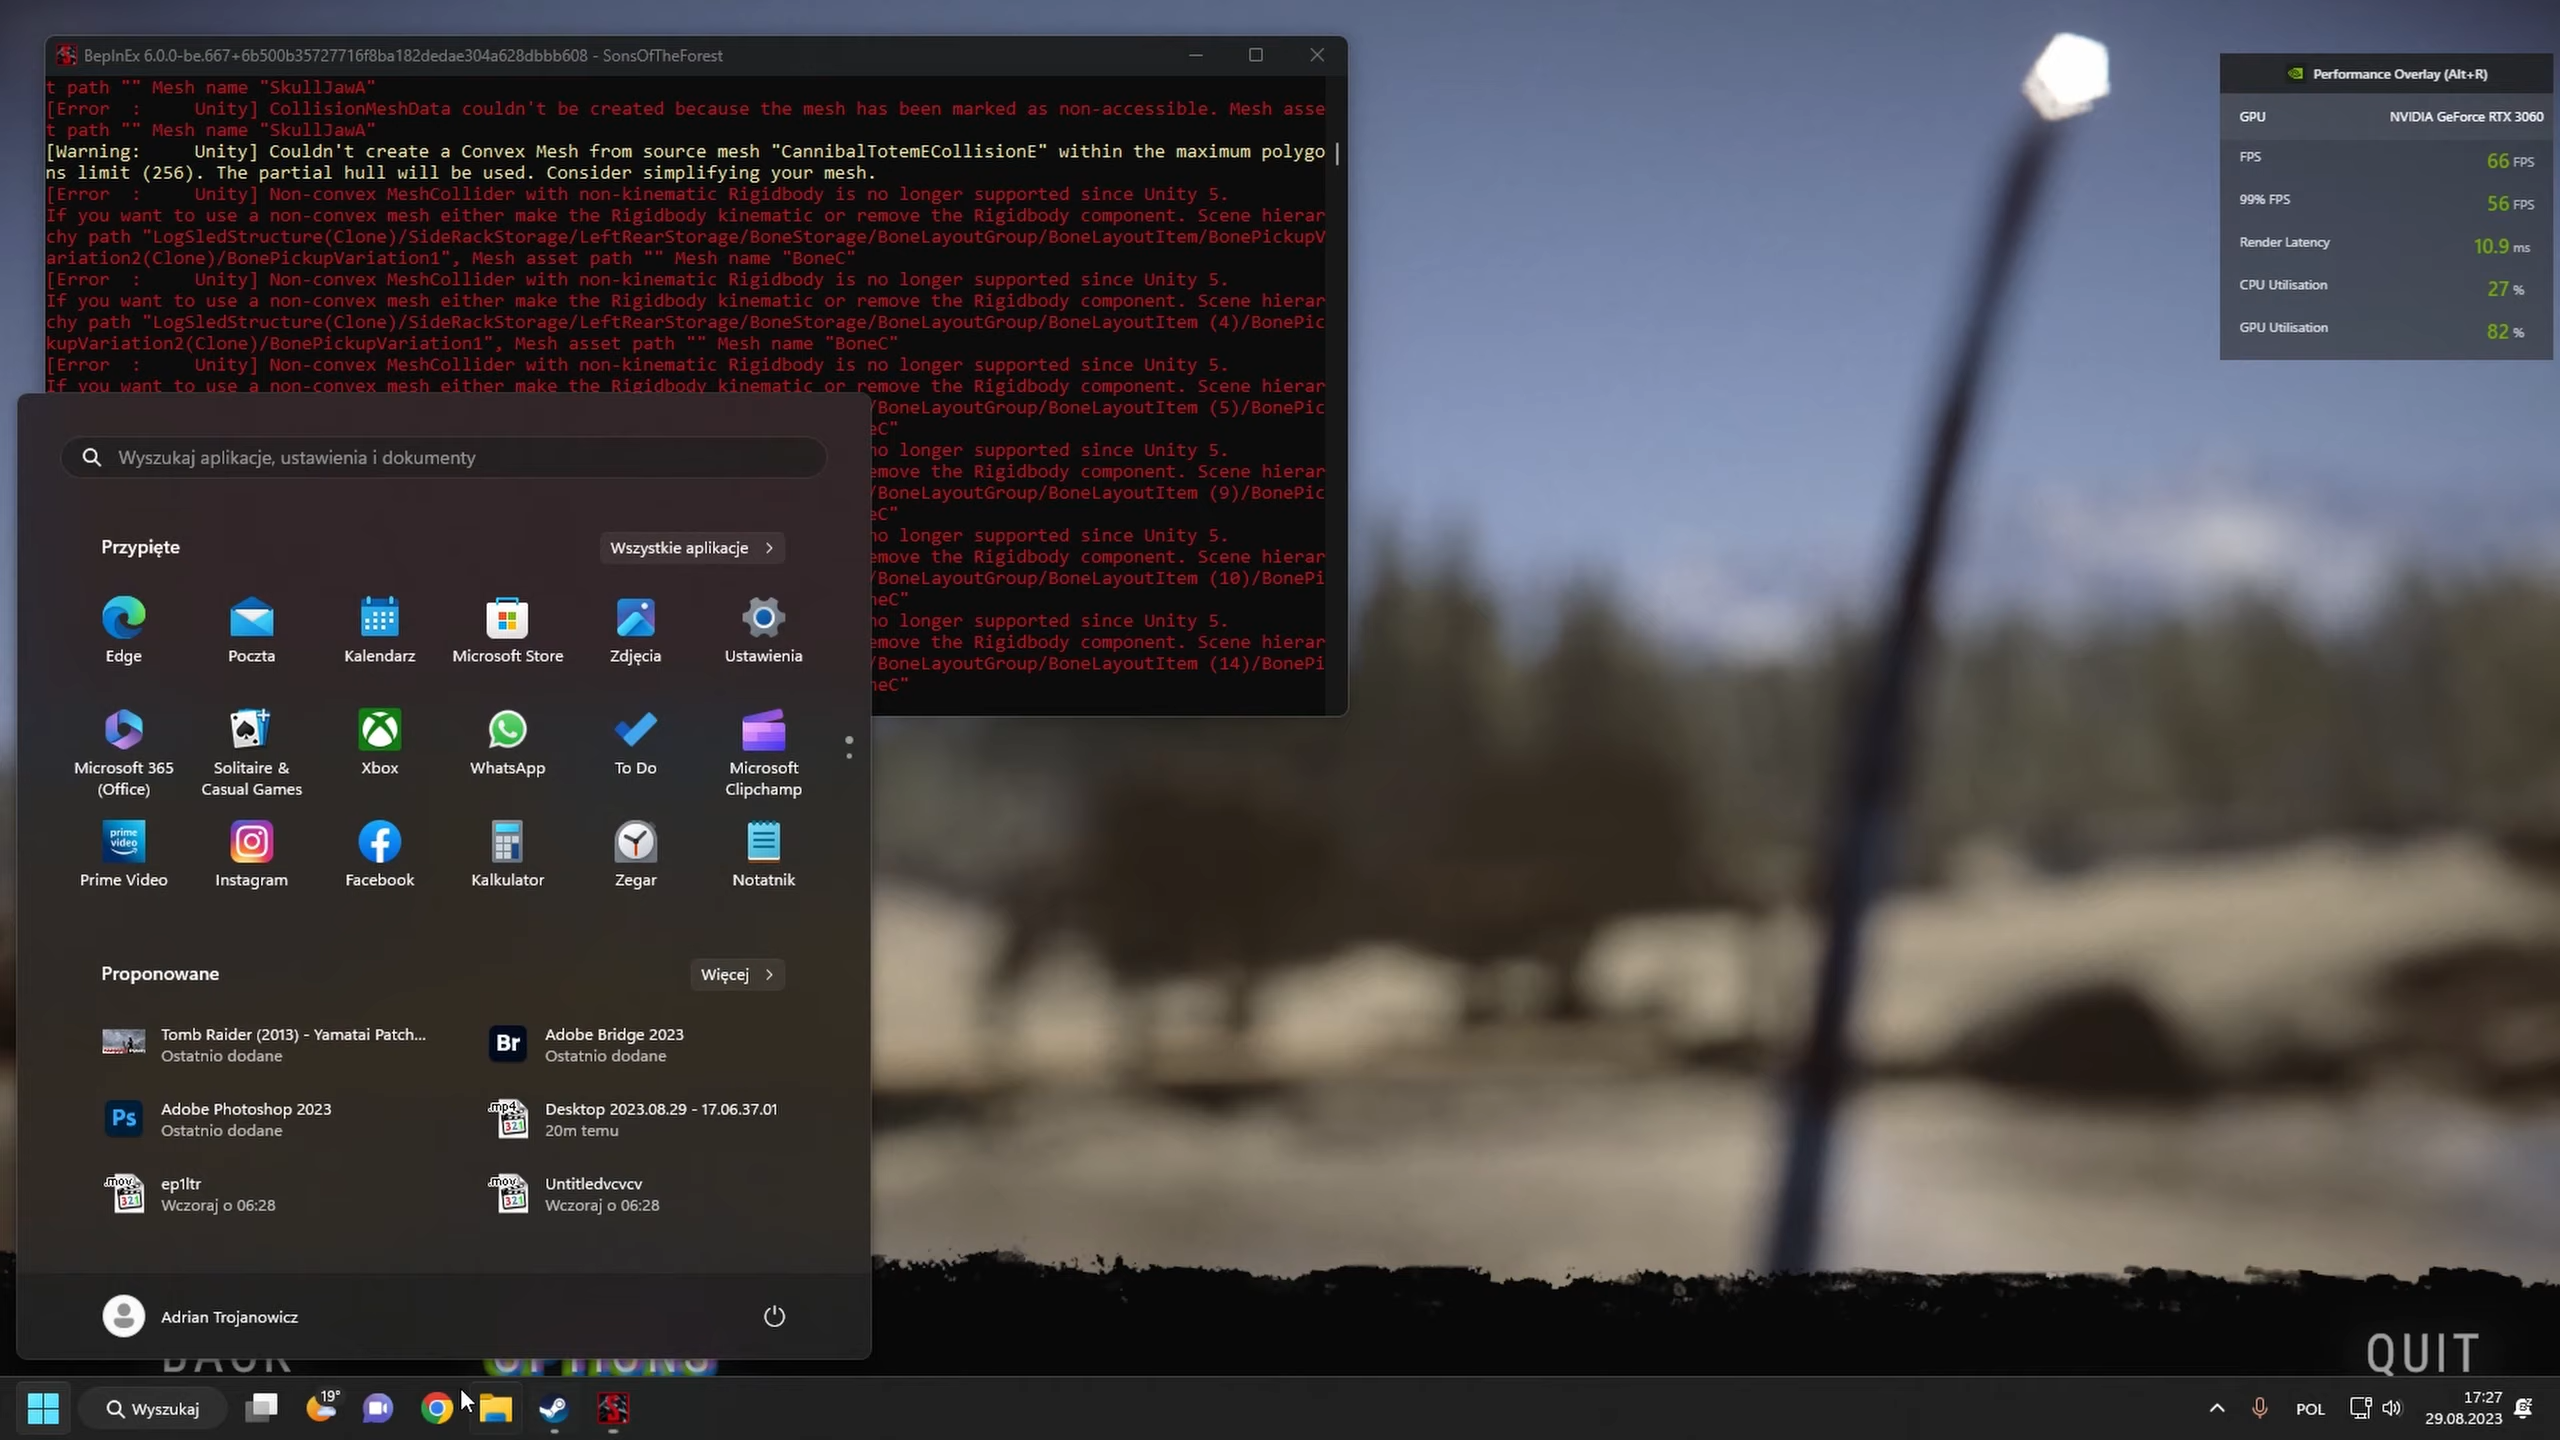 BepInEx 6.0.0-be.667+6b500b35727716f8ba182dedae304a628dbbb608 - SonsOfTheForest
t path "" Mesh name "SkullJawA"
[Error  :     Unity] CollisionMeshData couldn't be created because the mesh has been marked as non-accessible. Mesh asse
t path "" Mesh name "SkullJawA"
[Warning:     Unity] Couldn't create a Convex Mesh from source mesh "CannibalTotemECollisionE" within the maximum polygo
ns limit (256). The partial hull will be used. Consider simplifying your mesh.
[Error  :     Unity] Non-convex MeshCollider with non-kinematic Rigidbody is no longer supported since Unity 5.
If you want to use a non-convex mesh either make the Rigidbody kinematic or remove the Rigidbody component. Scene hierar
chy path "LogSledStructure(Clone)/SideRackStorage/LeftRearStorage/BoneStorage/BoneLayoutGroup/BoneLayoutItem/BonePickupV
ariation2(Clone)/BonePickupVariation1", Mesh asset path "" Mesh name "BoneC"
[Error  :     Unity] Non-convex MeshCollider with non-kinematic Rigidbody is no longer supported since Unity 5.
If you want to use a non-convex mesh either make the Rigidbody kinematic or remove the Rigidbody component. Scene hierar
chy path "LogSledStructure(Clone)/SideRackStorage/LeftRearStorage/BoneStorage/BoneLayoutGroup/BoneLayoutItem (4)/BonePic
kupVariation2(Clone)/BonePickupVariation1", Mesh asset path "" Mesh name "BoneC"
[Error  :     Unity] Non-convex MeshCollider with non-kinematic Rigidbody is no longer supported since Unity 5.
If you want to use a non-convex mesh either make the Rigidbody kinematic or remove the Rigidbody component. Scene hierar
/BoneLayoutGroup/BoneLayoutItem (5)/BonePic
eC"
no longer supported since Unity 5.
emove the Rigidbody component. Scene hierar
/BoneLayoutGroup/BoneLayoutItem (9)/BonePic
eC"
no longer supported since Unity 5.
emove the Rigidbody component. Scene hierar
/BoneLayoutGroup/BoneLayoutItem (10)/BonePi
neC"
no longer supported since Unity 5.
emove the Rigidbody component. Scene hierar
/BoneLayoutGroup/BoneLayoutItem (14)/BonePi
neC"
Performance Overlay (Alt+R)
GPU NVIDIA GeForce RTX 3060
FPS 66 FPS
99% FPS 56 FPS
Render Latency 10.9 ms
CPU Utilisation 27 %
GPU Utilisation 82 %
Wyszukaj aplikacje, ustawienia i dokumenty
Przypięte Wszystkie aplikacje
Edge Poczta Kalendarz Microsoft Store Zdjęcia Ustawienia
Microsoft 365 Solitaire & Xbox WhatsApp To Do Microsoft
(Office) Casual Games Clipchamp
prime video
Prime Video Instagram Facebook Kalkulator Zegar Notatnik
Proponowane Więcej
Tomb Raider (2013) - Yamatai Patch...
Ostatnio dodane
Br Adobe Bridge 2023
Ostatnio dodane
Ps Adobe Photoshop 2023
Ostatnio dodane
.mp4 321 Desktop 2023.08.29 - 17.06.37.01
20m temu
.mov 321 ep1ltr
Wczoraj o 06:28
.mov 321 Untitledvcvcv
Wczoraj o 06:28
Adrian Trojanowicz
BACK OPTIONS QUIT
Wyszukaj 19° POL 17:27
29.08.2023